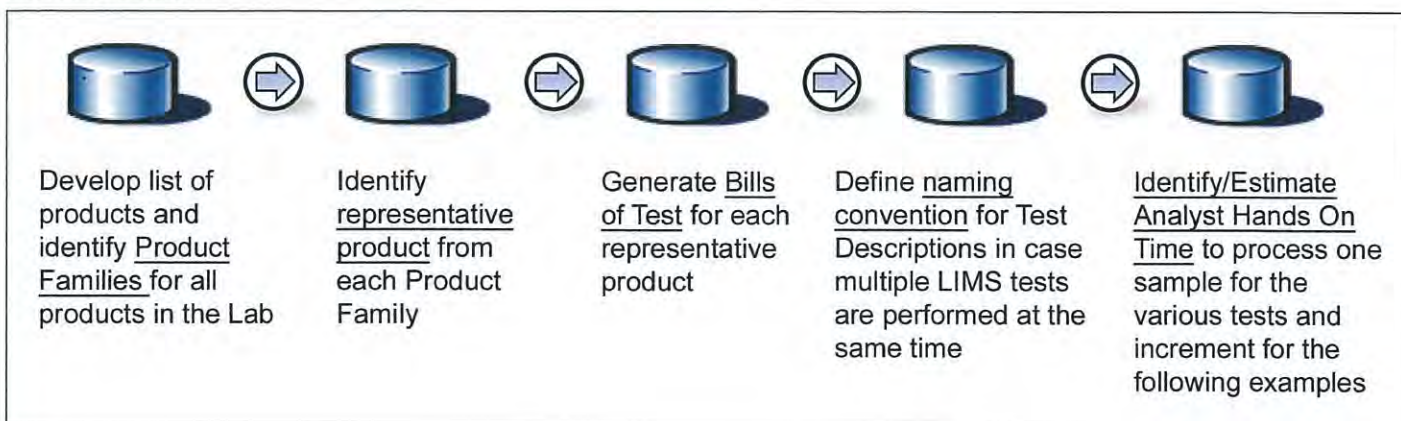 Develop list of
products and
identify Product
Families for all
products in the Lab
Identify
representative
product from
each Product
Family
Generate Bills
of Test for each
representative
product
Define naming
convention for Test
Descriptions in case
multiple LIMS tests
are performed at the
same time
Identify/Estimate
Analyst Hands On
Time to process one
sample for the
various tests and
increment for the
following examples